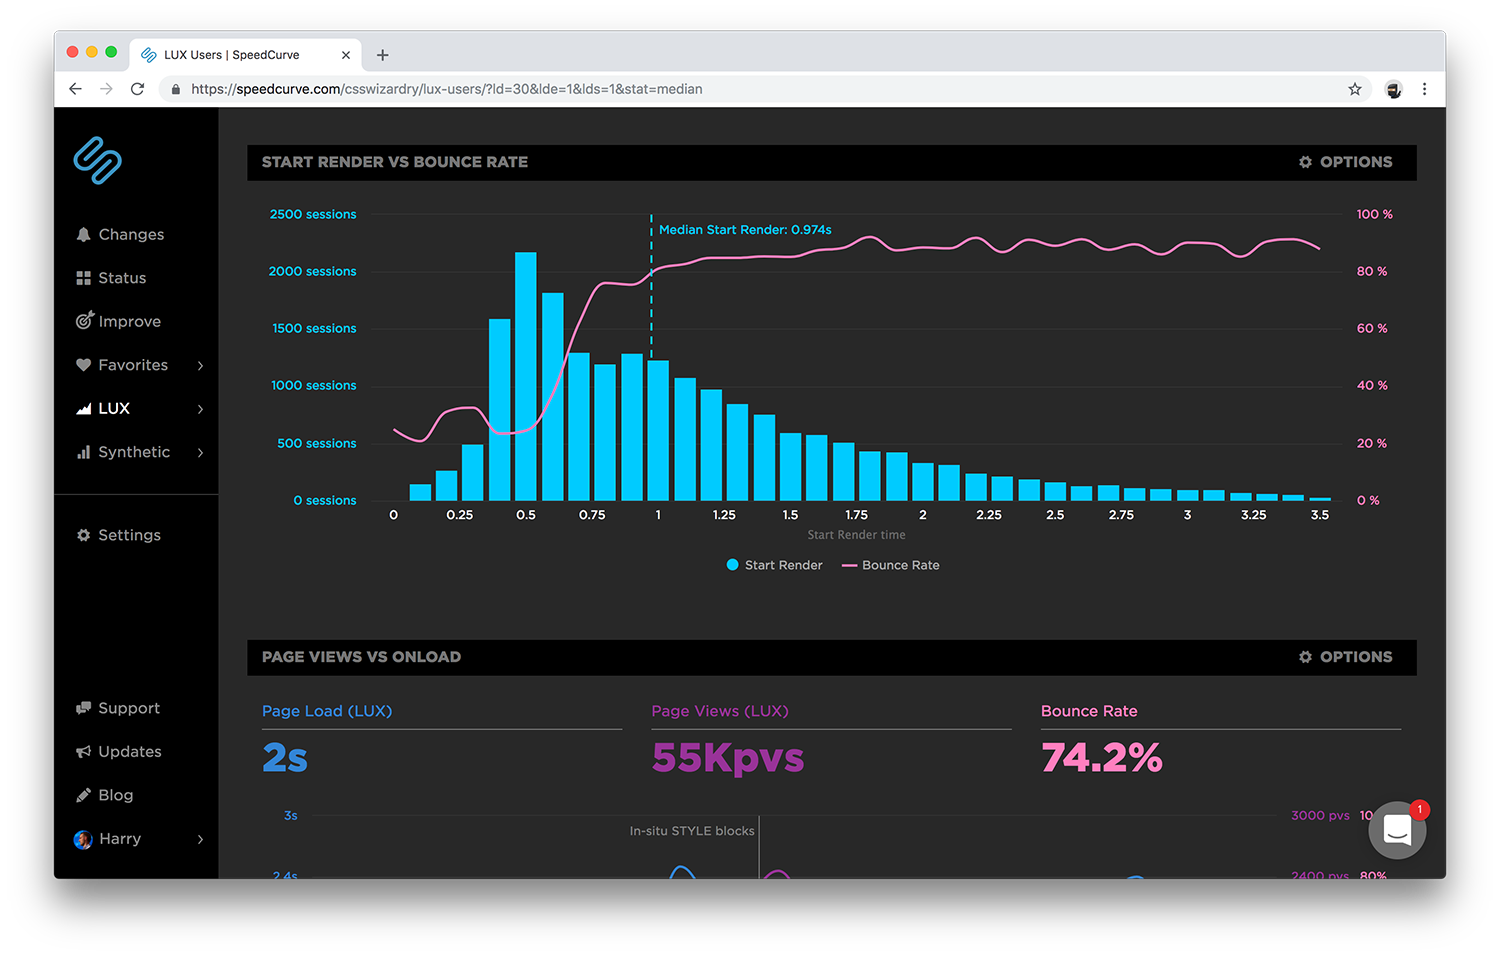 LUX Users | SpeedCurve
https://speedcurve.com/csswizardry/lux-users/?ld=30&lde=1&lds=1&stat=median
Changes
Status
Improve
Favorites
LUX
Synthetic
Settings
Support
Updates
Blog
Harry
START RENDER VS BOUNCE RATE
OPTIONS
2500 sessions
2000 sessions
1500 sessions
1000 sessions
500 sessions
0 sessions
Median Start Render: 0.974s
100 %
80 %
60 %
40 %
20 %
0 %
0 0.25 0.5 0.75 1 1.25 1.5 1.75 2 2.25 2.5 2.75 3 3.25 3.5
Start Render time
Start Render Bounce Rate
PAGE VIEWS VS ONLOAD
OPTIONS
Page Load (LUX)
2s
Page Views (LUX)
55Kpvs
Bounce Rate
74.2%
3s
In-situ STYLE blocks
3000 pvs 10
1
2.4s
2400 pvs 80%